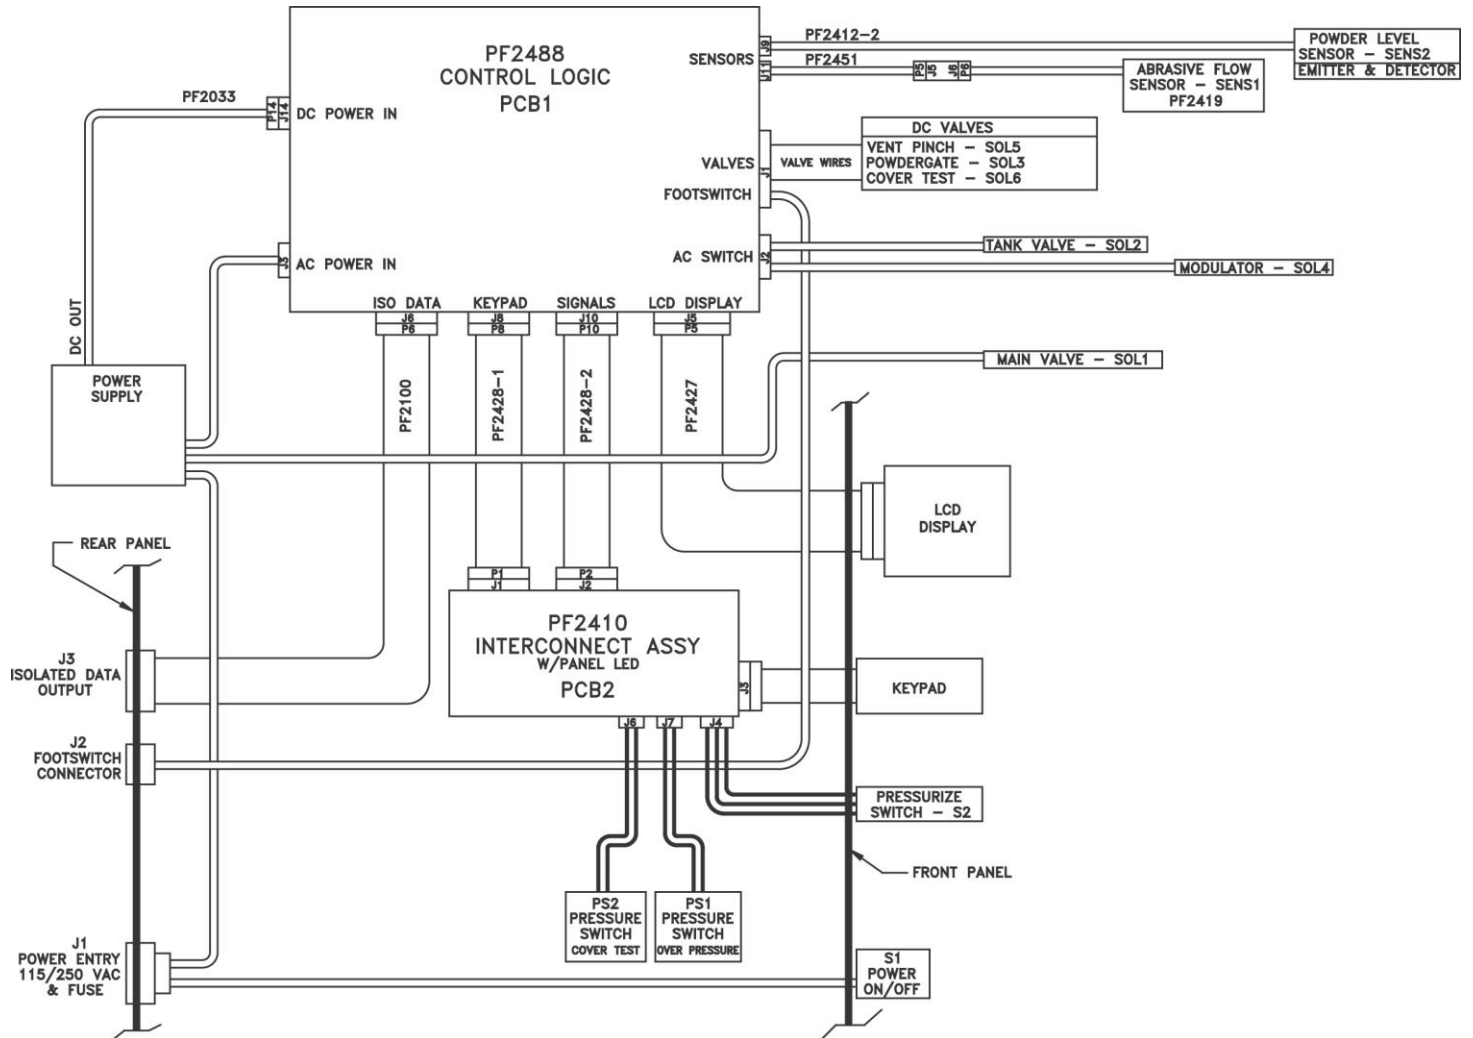 PF2488
CONTROL LOGIC
PCB1
SENSORS
J9
J11
PF2412-2
PF2451
P5
J5
J6
P6
POWDER LEVEL
SENSOR - SENS2
EMITTER & DETECTOR
ABRASIVE FLOW
SENSOR - SENS1
PF2419
PF2033
P14
J14
DC POWER IN
DC VALVES
VENT PINCH - SOL5
POWDERGATE - SOL3
COVER TEST - SOL6
VALVES
J1
VALVE WIRES
FOOTSWITCH
AC SWITCH
J2
TANK VALVE - SOL2
MODULATOR - SOL4
J3
AC POWER IN
ISO DATA
KEYPAD
SIGNALS
LCD DISPLAY
J6
P6
J8
P8
J10
P10
J5
P5
DC OUT
POWER
SUPPLY
MAIN VALVE - SOL1
PF2100
PF2428-1
PF2428-2
PF2427
LCD
DISPLAY
REAR PANEL
P1
J1
P2
J2
PF2410
INTERCONNECT ASSY
W/PANEL LED
PCB2
J3
KEYPAD
J3
ISOLATED DATA
OUTPUT
J6
J7
J4
J2
FOOTSWITCH
CONNECTOR
PRESSURIZE
SWITCH - S2
FRONT PANEL
PS2
PRESSURE
SWITCH
COVER TEST
PS1
PRESSURE
SWITCH
OVER PRESSURE
J1
POWER ENTRY
115/250 VAC
& FUSE
S1
POWER
ON/OFF